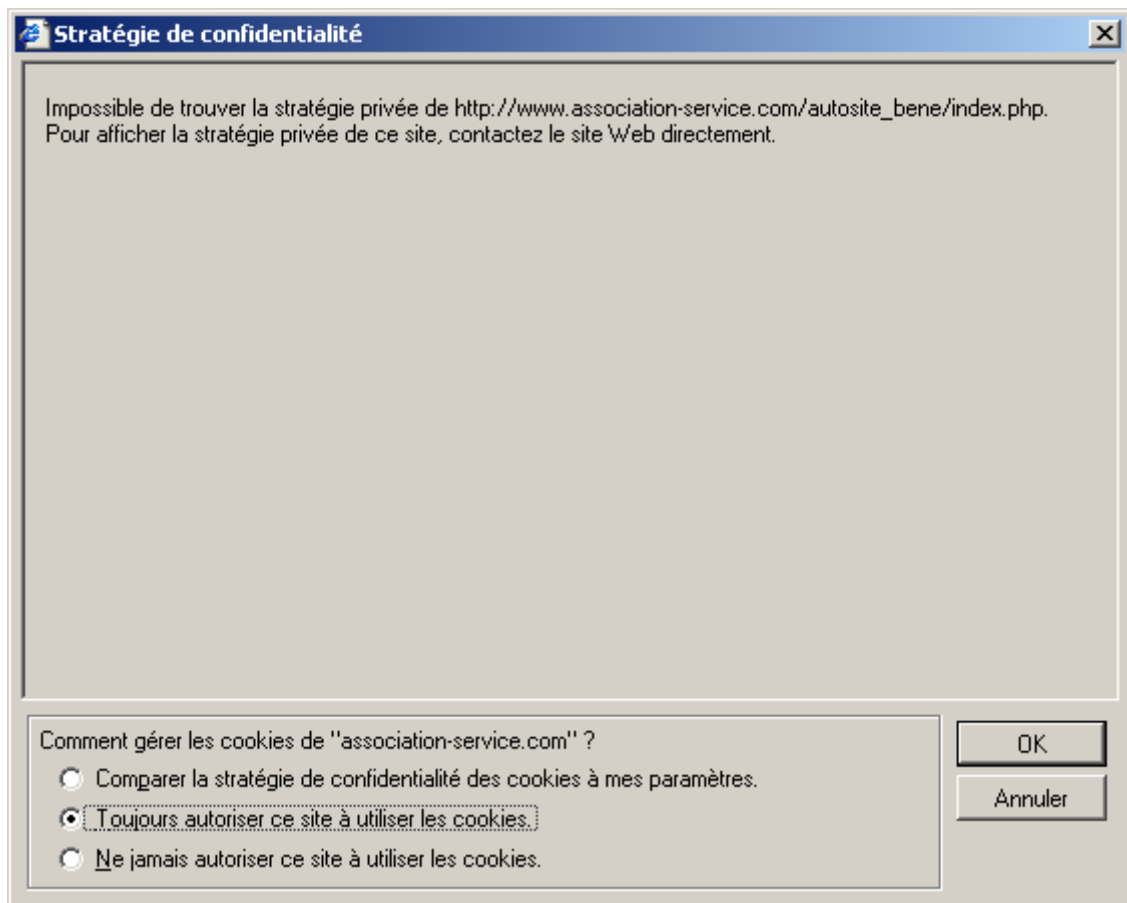 Stratégie de confidentialité
Impossible de trouver la stratégie privée de http://www.association-service.com/autosite_bene/index.php.
Pour afficher la stratégie privée de ce site, contactez le site Web directement.
Comment gérer les cookies de "association-service.com" ?
Comparer la stratégie de confidentialité des cookies à mes paramètres.
Toujours autoriser ce site à utiliser les cookies.
Ne jamais autoriser ce site à utiliser les cookies.
OK
Annuler